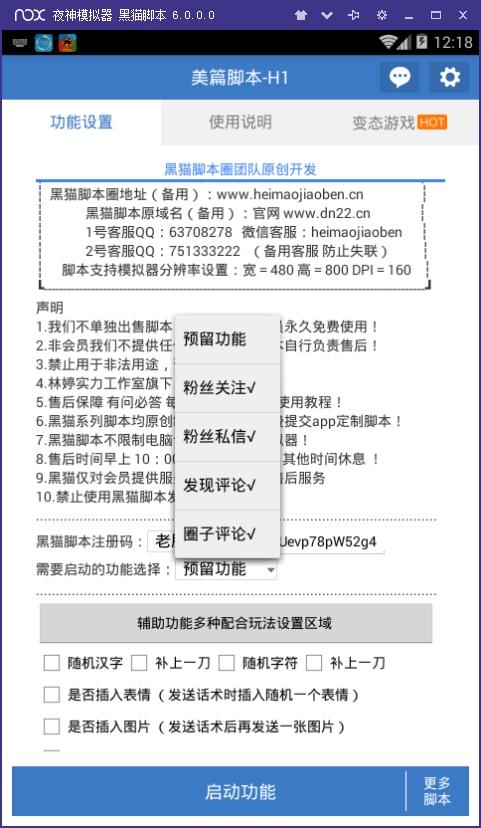 nox 夜神模拟器 黑猫脚本 6.0.0.0
12:18
美篇脚本-H1
功能设置 使用说明 变态游戏 HOT
黑猫脚本圈团队原创开发
黑猫脚本圈地址（备用）：www.heimaojiaoben.cn
黑猫脚本原域名（备用）：官网 www.dn22.cn
1号客服QQ：63708278 微信客服：heimaojiaoben
2号客服QQ：751333222 （备用客服 防止失联）
脚本支持模拟器分辨率设置：宽 = 480 高 = 800 DPI = 160
声明
1.我们不单独出售脚本 永久免费使用！
2.非会员我们不提供任 本自行负责售后！
3.禁止用于非法用途，
4.林婷实力工作室旗下
5.售后保障 有问必答 每 使用教程！
6.黑猫系列脚本均原创 提交app定制脚本！
7.黑猫脚本不限制电脑 器！
8.售后时间早上 10：00 其他时间休息 ！
9.黑猫仅对会员提供服 售后服务
10.禁止使用黑猫脚本发
预留功能
粉丝关注√
粉丝私信√
发现评论√
圈子评论√
黑猫脚本注册码： 老 Uevp78pW52g4
需要启动的功能选择： 预留功能
辅助功能多种配合玩法设置区域
随机汉字 补上一刀 随机字符 补上一刀
是否插入表情（发送话术时插入随机一个表情）
是否插入图片（发送话术后再发送一张图片）
启动功能 更多
脚本